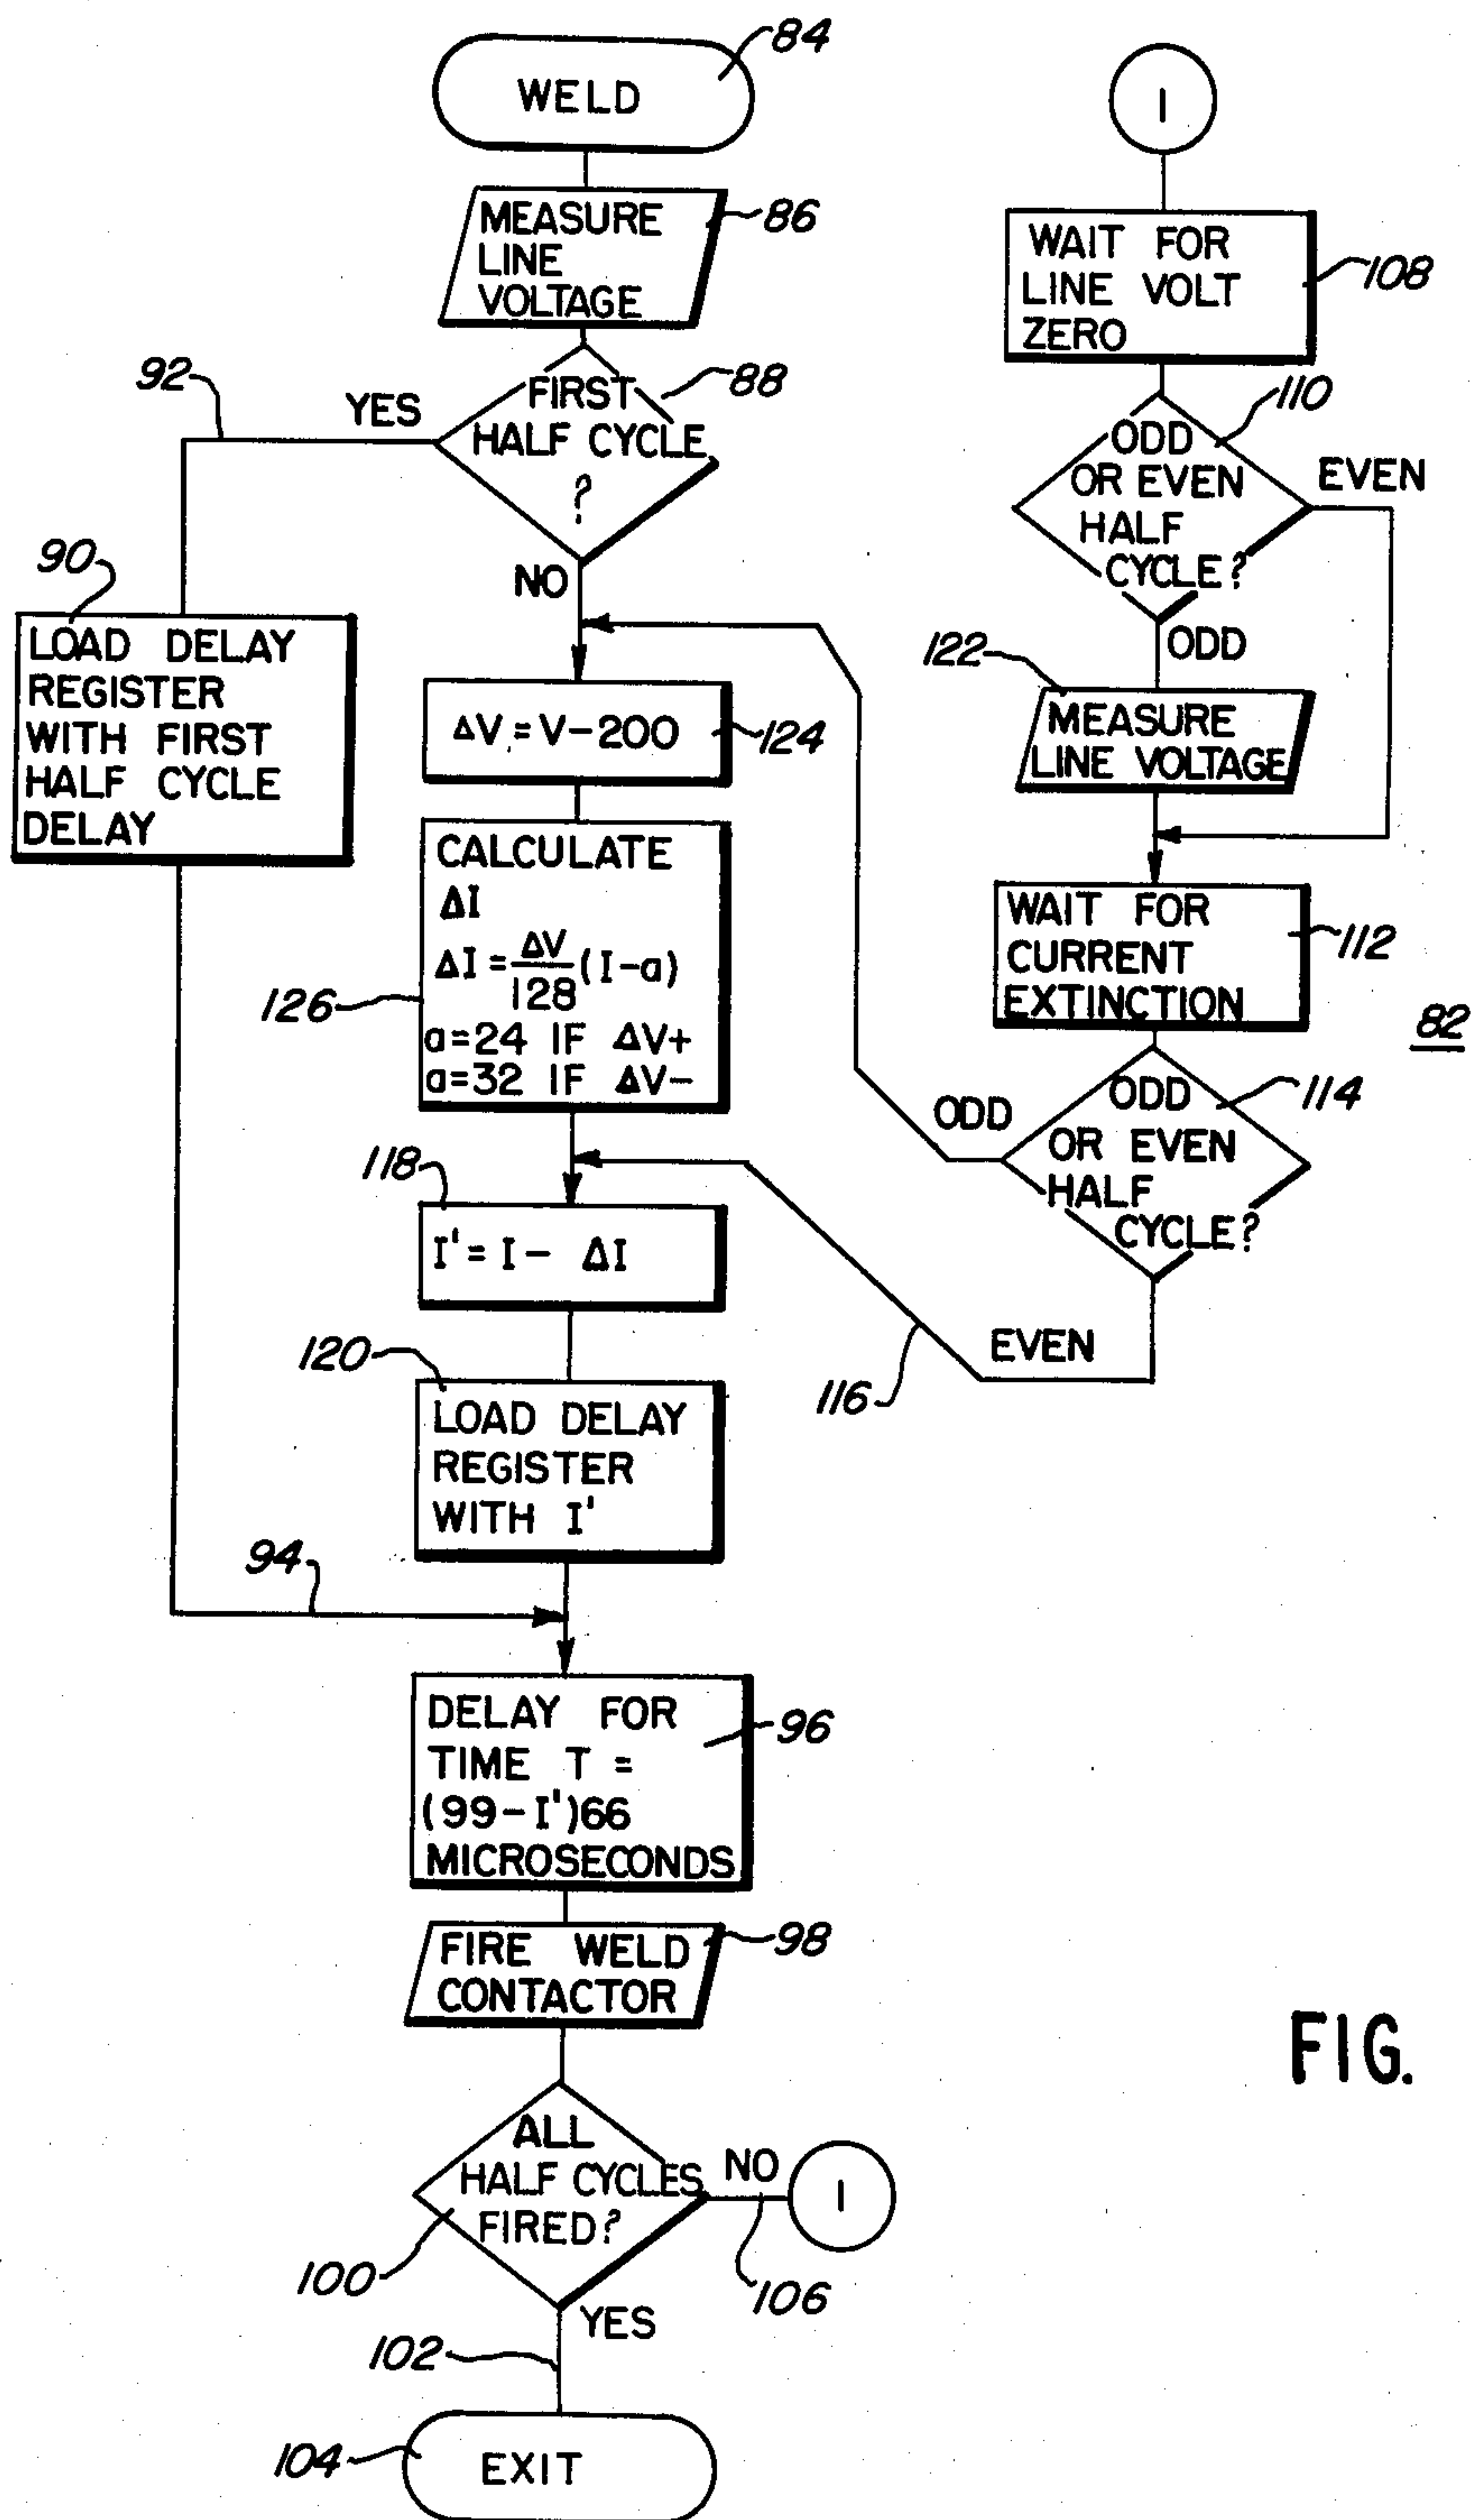 84
WELD
MEASURE
LINE
VOLTAGE
86
92
YES
FIRST
HALF CYCLE
?
88
NO
90
LOAD DELAY
REGISTER
WITH FIRST
HALF CYCLE
DELAY
ΔV = V-200
124
CALCULATE
ΔI
ΔI = ΔV/128 (I-a)
a=24 IF ΔV+
a=32 IF ΔV-
126
118
I' = I - ΔI
120
LOAD DELAY
REGISTER
WITH I'
94
DELAY FOR
TIME T =
(99-I')66
MICROSECONDS
96
FIRE WELD
CONTACTOR
98
ALL
HALF CYCLES
FIRED?
NO
1
100
106
YES
102
104
EXIT
1
WAIT FOR
LINE VOLT
ZERO
108
110
ODD
OR EVEN
HALF
CYCLE?
EVEN
ODD
122
MEASURE
LINE VOLTAGE
WAIT FOR
CURRENT
EXTINCTION
112
82
ODD
ODD
OR EVEN
HALF
CYCLE?
114
EVEN
116
FIG.